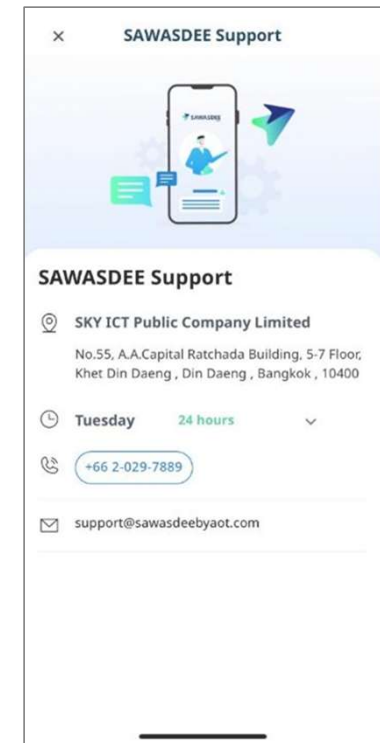 SAWASDEE Support
SAWASDEE
SAWASDEE Support
SKY ICT Public Company Limited
No.55, A.A.Capital Ratchada Building, 5-7 Floor,
Khet Din Daeng , Din Daeng , Bangkok , 10400
Tuesday 24 hours
+66 2-029-7889
support@sawasdeebyaot.com